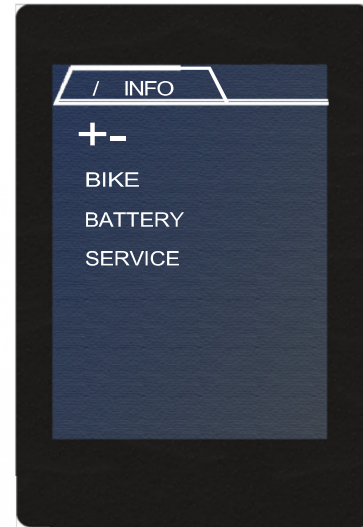 / INFO
+-
BIKE
BATTERY
SERVICE